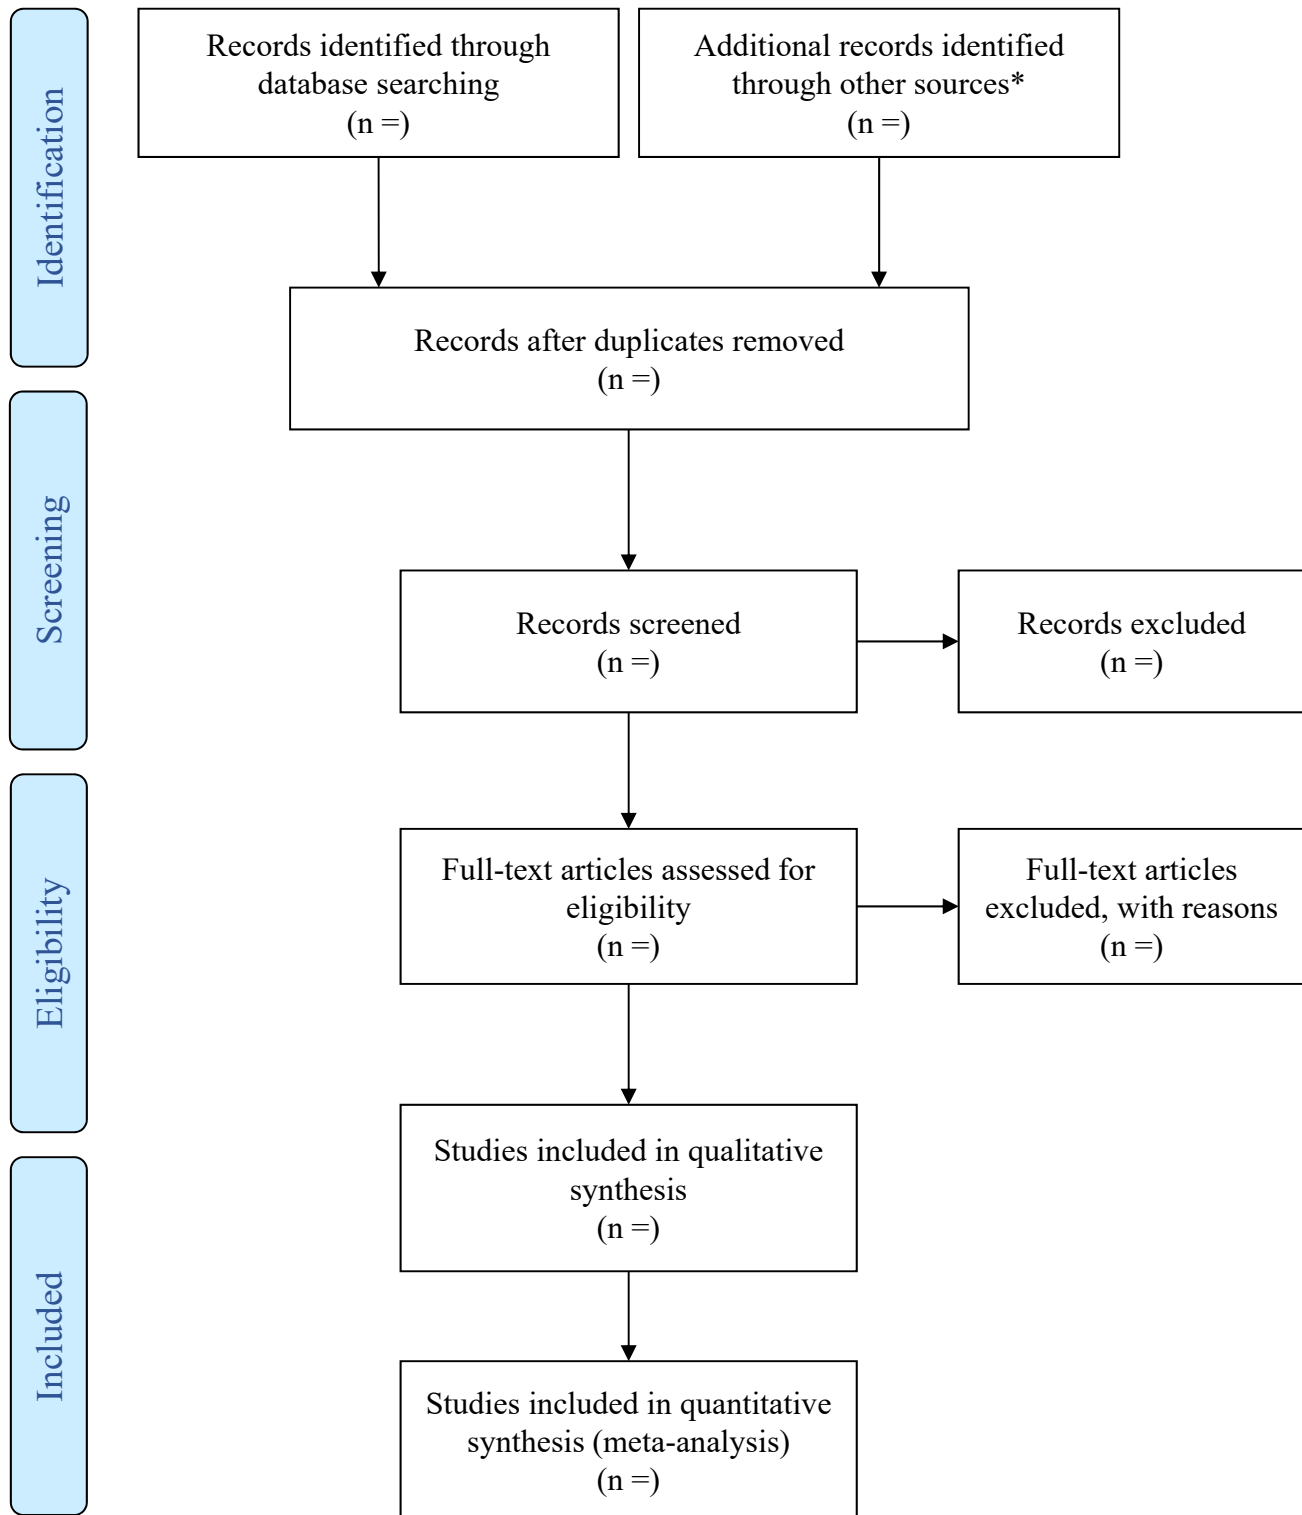 Identification
Records identified through
database searching
(n =)
Additional records identified
through other sources*
(n =)
Records after duplicates removed
(n =)
Screening
Records screened
(n =)
Records excluded
(n =)
Eligibility
Full-text articles assessed for
eligibility
(n =)
Full-text articles
excluded, with reasons
(n =)
Included
Studies included in qualitative
synthesis
(n =)
Studies included in quantitative
synthesis (meta-analysis)
(n =)